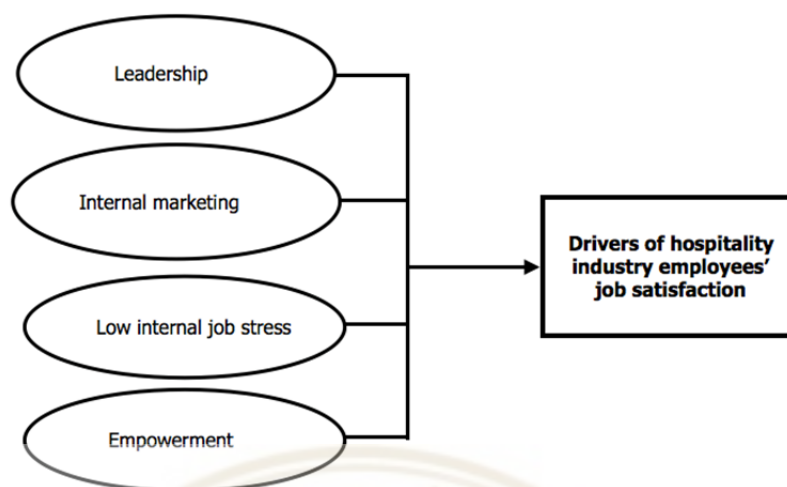 Leadership
Internal marketing
Low internal job stress
Empowerment
Drivers of hospitality
industry employees’
job satisfaction